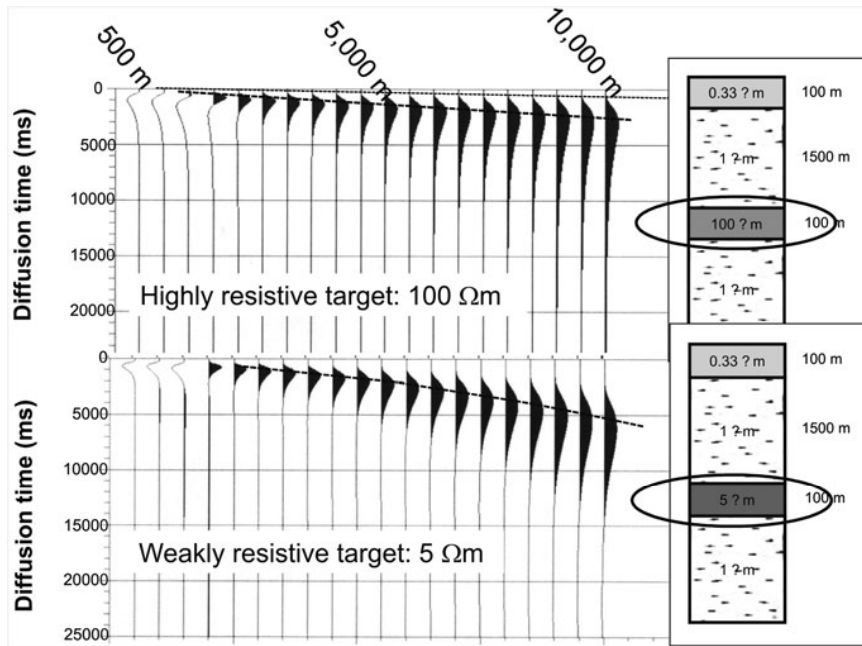 500 m
5,000 m
10,000 m
Diffusion time (ms)
0
5000
10000
15000
20000
Highly resistive target: 100 Ωm
0.33 ? m
100 m
1 ? m
1500 m
100 ? m
100 m
1 ? m
Diffusion time (ms)
0
5000
10000
15000
20000
25000
Weakly resistive target: 5 Ωm
0.33 ? m
100 m
1 ? m
1500 m
5 ? m
100 m
1 ? m